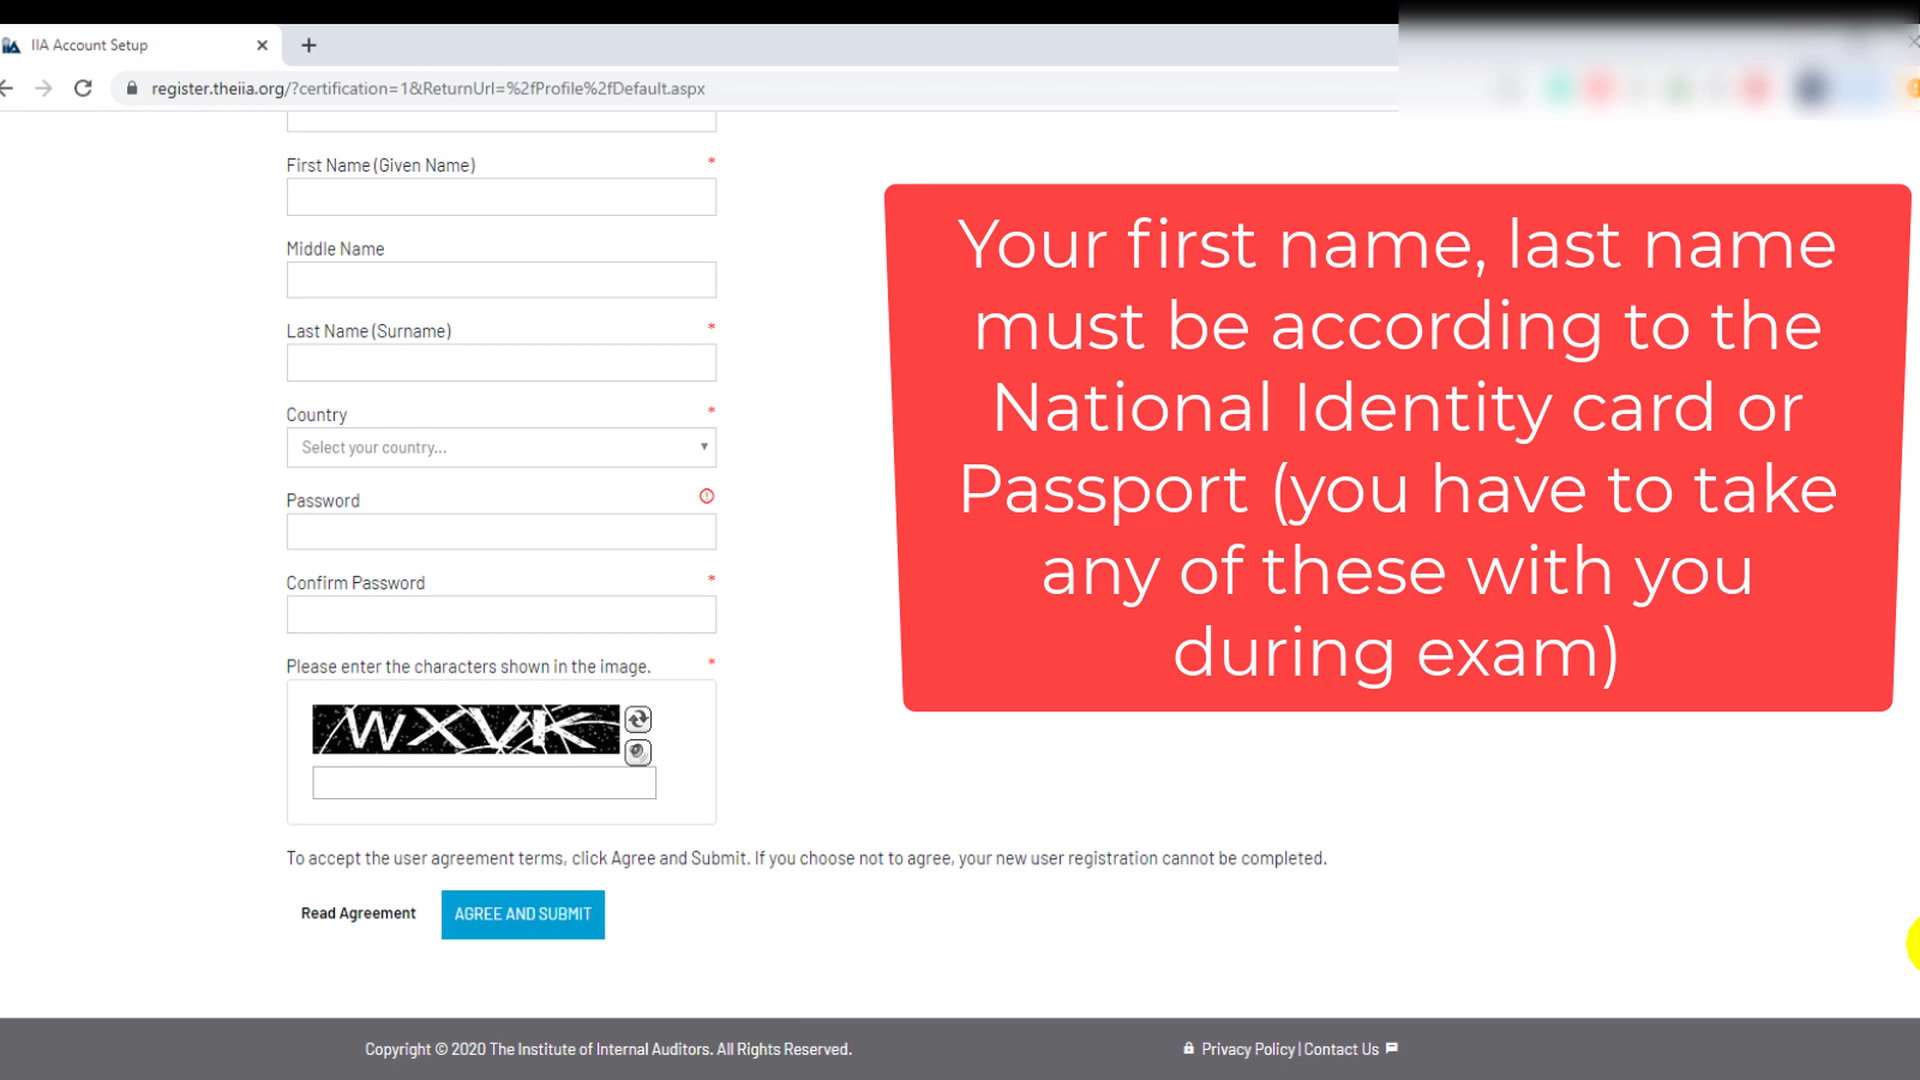 IIA Account Setup
register.theiia.org/?certification=1&ReturnUrl=%2fProfile%2fDefault.aspx
First Name (Given Name) *
Middle Name
Last Name (Surname) *
Country *
Select your country...
Password
Confirm Password *
Please enter the characters shown in the image. *
WXVK
To accept the user agreement terms, click Agree and Submit. If you choose not to agree, your new user registration cannot be completed.
Read Agreement
AGREE AND SUBMIT
Your first name, last name
must be according to the
National Identity card or
Passport (you have to take
any of these with you
during exam)
Copyright © 2020 The Institute of Internal Auditors. All Rights Reserved.
Privacy Policy | Contact Us